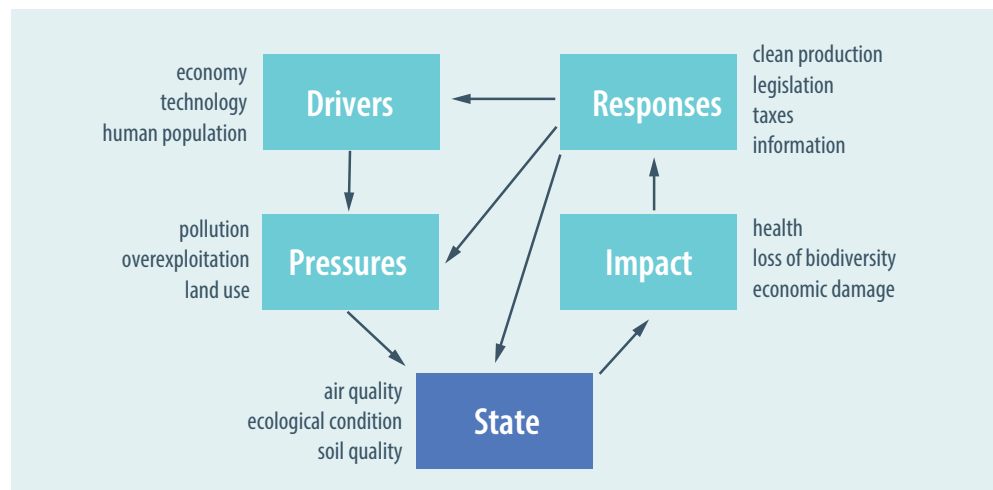 economy
technology
human population
Drivers
Responses
clean production
legislation
taxes
information
pollution
overexploitation
land use
Pressures
Impact
health
loss of biodiversity
economic damage
air quality
ecological condition
soil quality
State